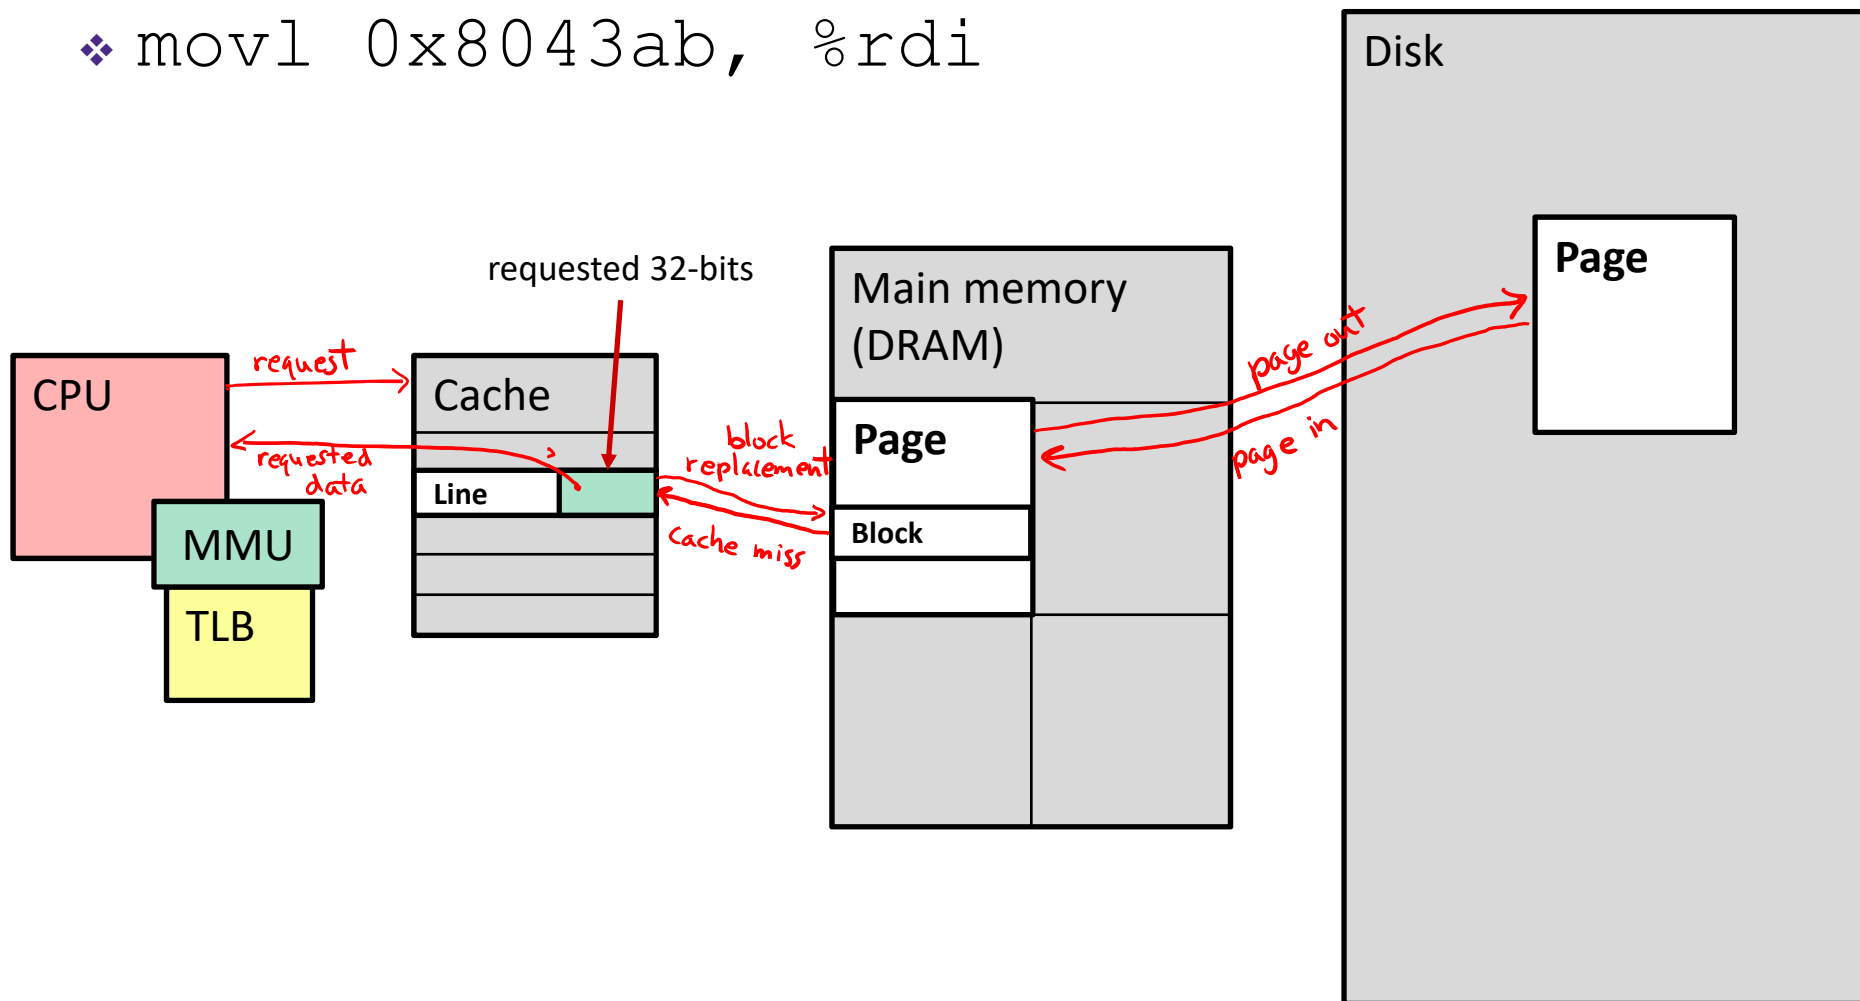 ❖ movl 0x8043ab, %rdi
Disk
Page
requested 32-bits
Main memory
(DRAM)
page out
page in
CPU
request
Cache
requested
data
Line
block
replacement
Cache miss
Page
Block
MMU
TLB